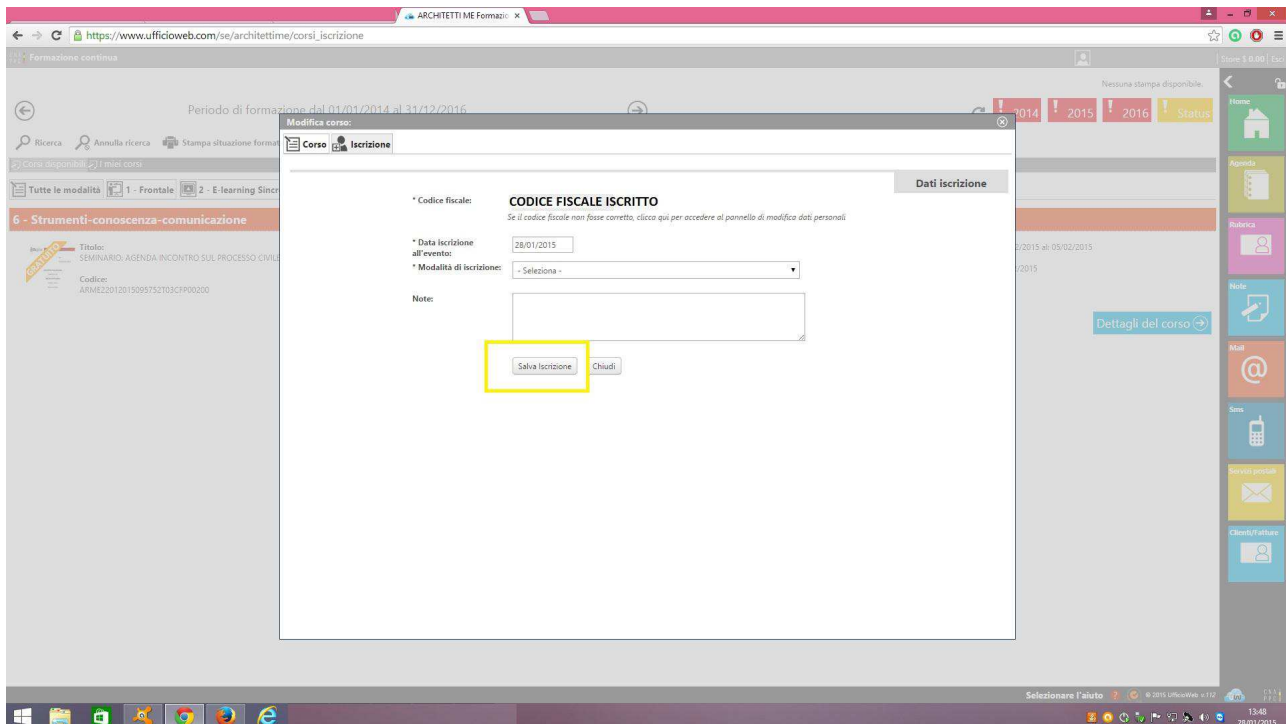 ARCHITETTI ME Formazio ×
https://www.ufficioweb.com/se/architettime/corsi_iscrizione
Formazione continua
Esci
Nessuna stampa disponibile.
Periodo di formazione dal 01/01/2014 al 31/12/2016
2014 2015 2016 Status
Ricerca Annulla ricerca Stampa situazione format
Corsi disponibili I miei corsi
Tutte le modalità 1 - Frontale 2 - E-learning Sincr
6 - Strumenti-conoscenza-comunicazione
GRATUITO
Titolo:
SEMINARIO: AGENDA INCONTRO SUL PROCESSO CIVILE
Codice:
2/2015 al: 05/02/2015
/2015
Dettagli del corso
Modifica corso:
Corso Iscrizione
Dati iscrizione
* Codice fiscale: CODICE FISCALE ISCRITTO
Se il codice fiscale non fosse corretto, clicca qui per accedere al pannello di modifica dati personali
* Data iscrizione
all'evento: 28/01/2015
* Modalità di iscrizione: - Seleziona -
Note:
Salva Iscrizione Chiudi
Home
Agenda
Rubrica
Note
Mail
Sms
Servizi postali
Clienti/Fatture
Selezionare l'aiuto © 2015 UfficioWeb
13:48
28/01/2015